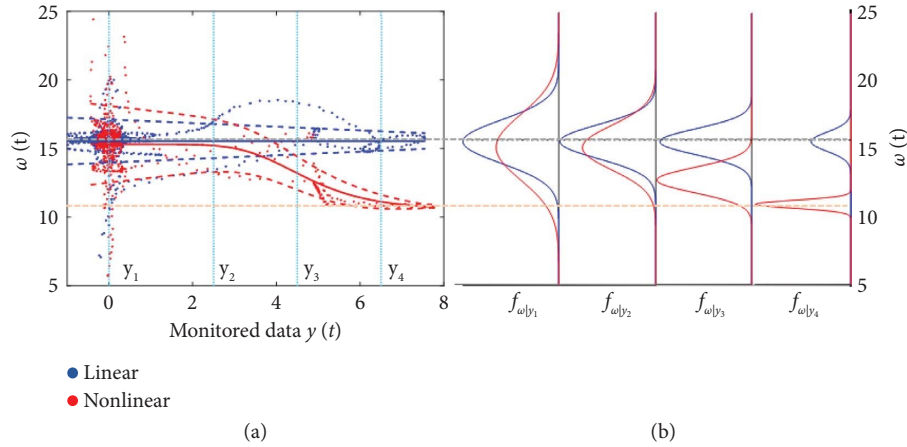 25
20
15
10
5
ω (t)
y₁
y₂
y₃
y₄
0
2
4
6
8
Monitored data y (t)
Linear
Nonlinear
(a)
25
20
15
10
5
ω (t)
fω|y₁
fω|y₂
fω|y₃
fω|y₄
(b)